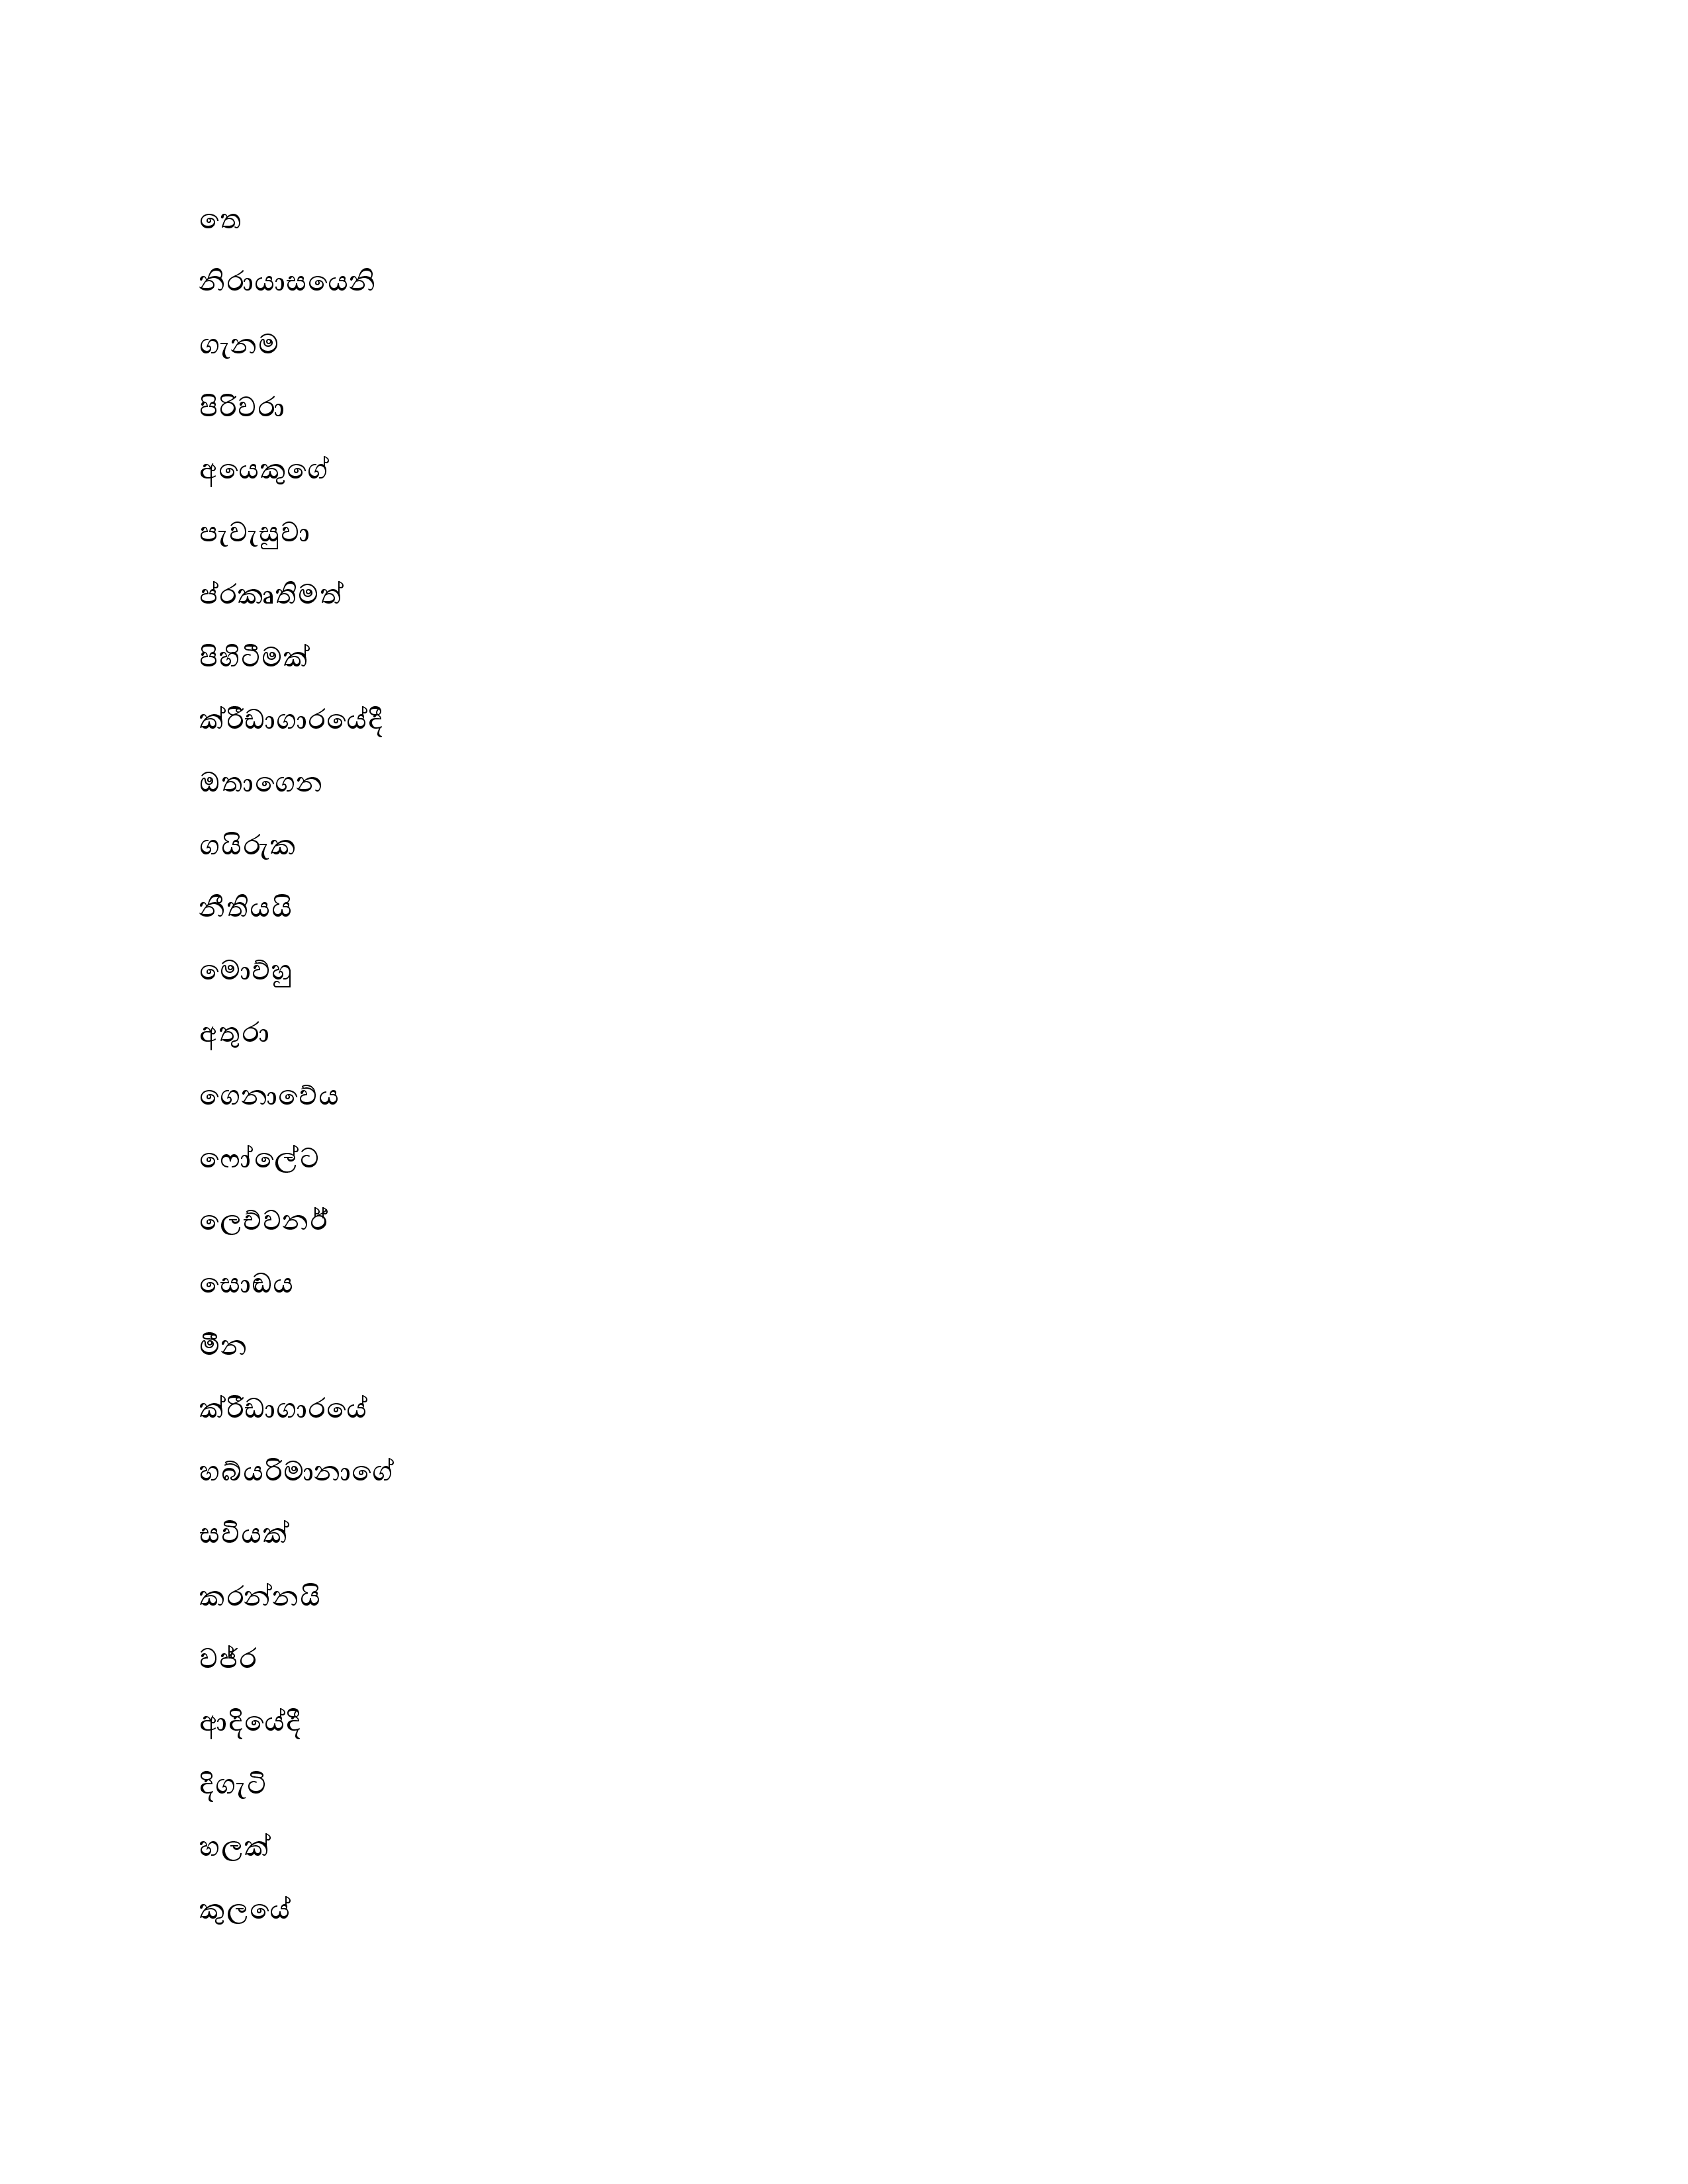 තෙ
නිරායාසයෙනි
ගැනම
පිරිවරා
අයෙකුගේ
පැවැසුවා
ප්රකෘතිමත්
පිහිටීමක්
ක්රීඩාගාරයේදී
ඔතාගෙන
ගයිරුක
නීතියයි
මොව්හු
අතුරා
ගෙනාවේය
ෆෝලේට
ලෙච්වනර්
සොඬය
මීන
ක්රීඩාගාරයේ
හබ්යරිමානාගේ
සවියක්
කරන්නයි
වජ්ර
ආදියේදී
දිගැටි
හලක්
කුලයේ